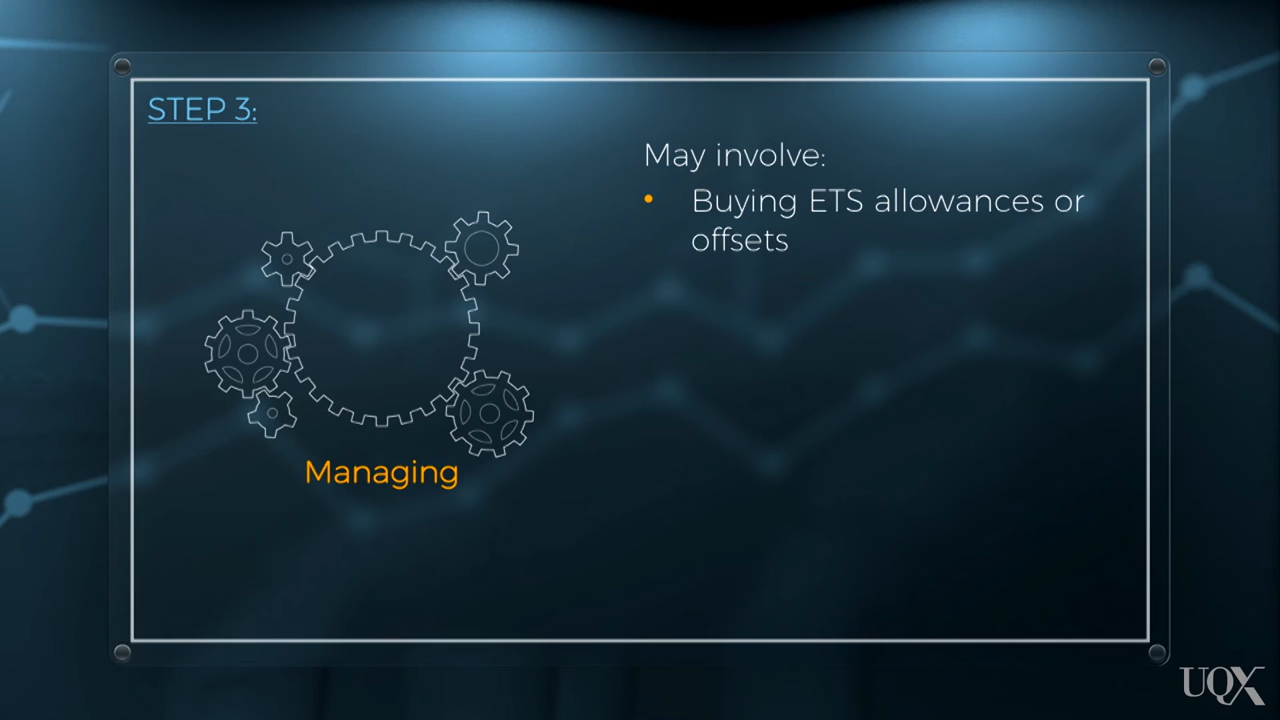 STEP 3:
May involve:
• Buying ETS allowances or
offsets
Managing
UQX